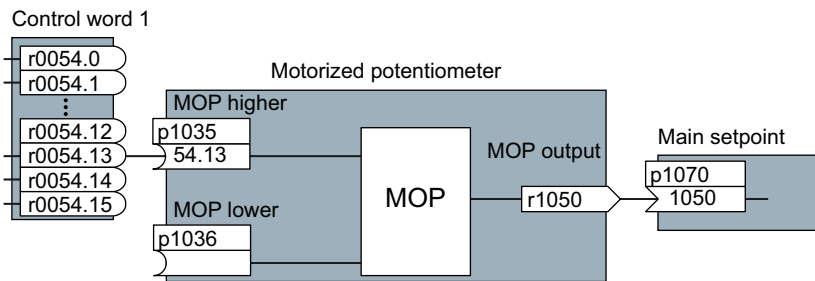 Control word 1
r0054.0
r0054.1
r0054.12
r0054.13
r0054.14
r0054.15
Motorized potentiometer
MOP higher
p1035
54.13
MOP lower
p1036
MOP
MOP output
r1050
Main setpoint
p1070
1050